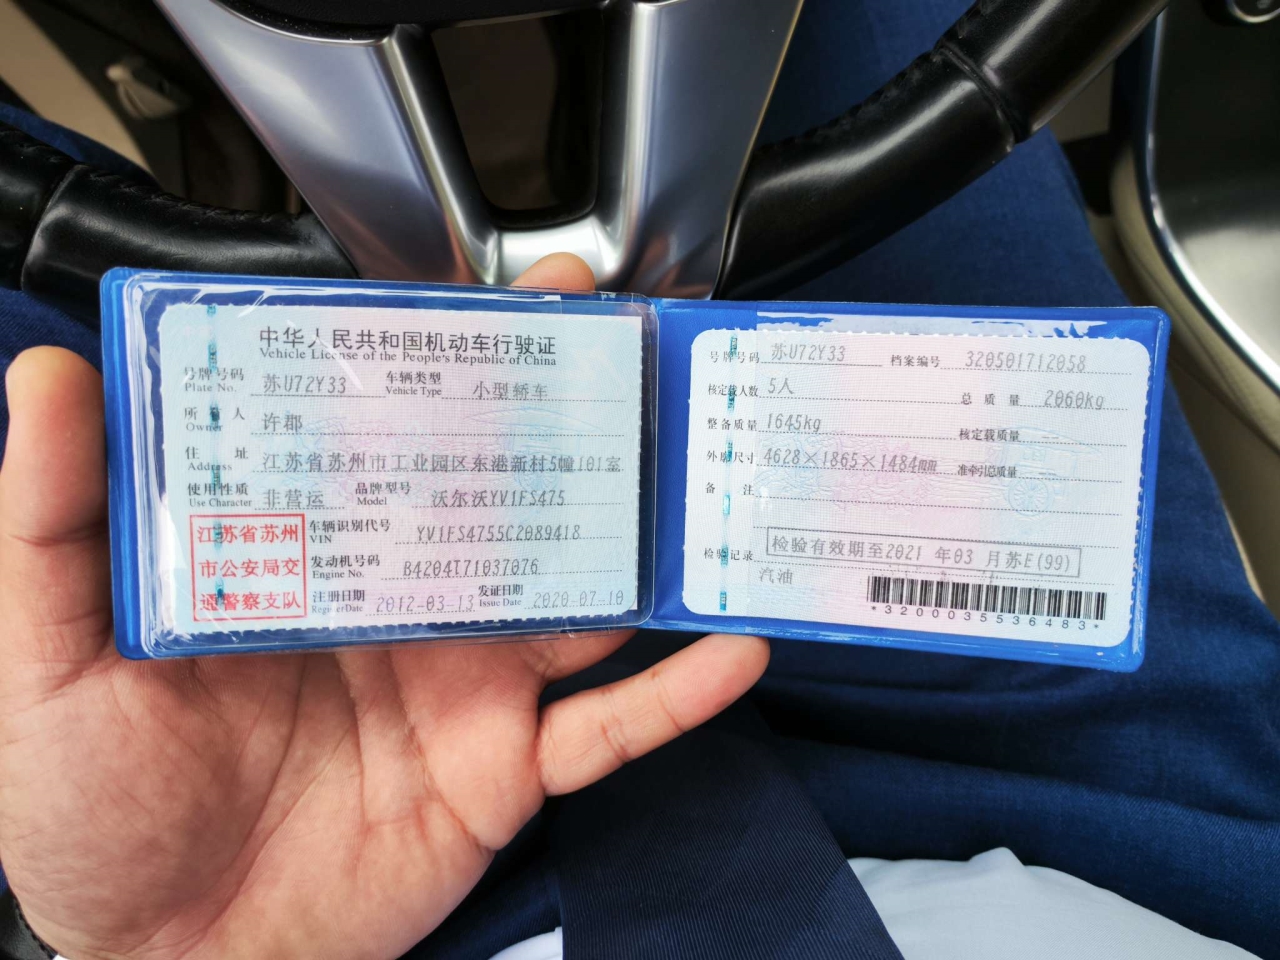 中华人民共和国机动车行驶证
Vehicle License of the People's Republic of China
号牌号码 苏U72Y33 车辆类型 小型轿车
Plate No. Vehicle Type
所有人 许郡
Owner
住址 江苏省苏州市工业园区东港新村5幢101室
Address
使用性质 非营运 品牌型号 沃尔沃YV1FS475
Use Character Model
江苏省苏州
市公安局交
通警察支队
车辆识别代号 YV1FS4755C2089418
VIN
发动机号码 B4204T71037076
Engine No.
注册日期 2012-03-13 发证日期 2020-07-10
Register Date Issue Date
号牌号码 苏U72Y33 档案编号 320501712058
核定载人数 5人 总质量 2060kg
整备质量 1645kg 核定载质量 --
外廓尺寸 4628×1865×1484mm 准牵引总质量 --
备注
检验记录 检验有效期至2021 年03 月苏E(99)
汽油
*3200035536483*